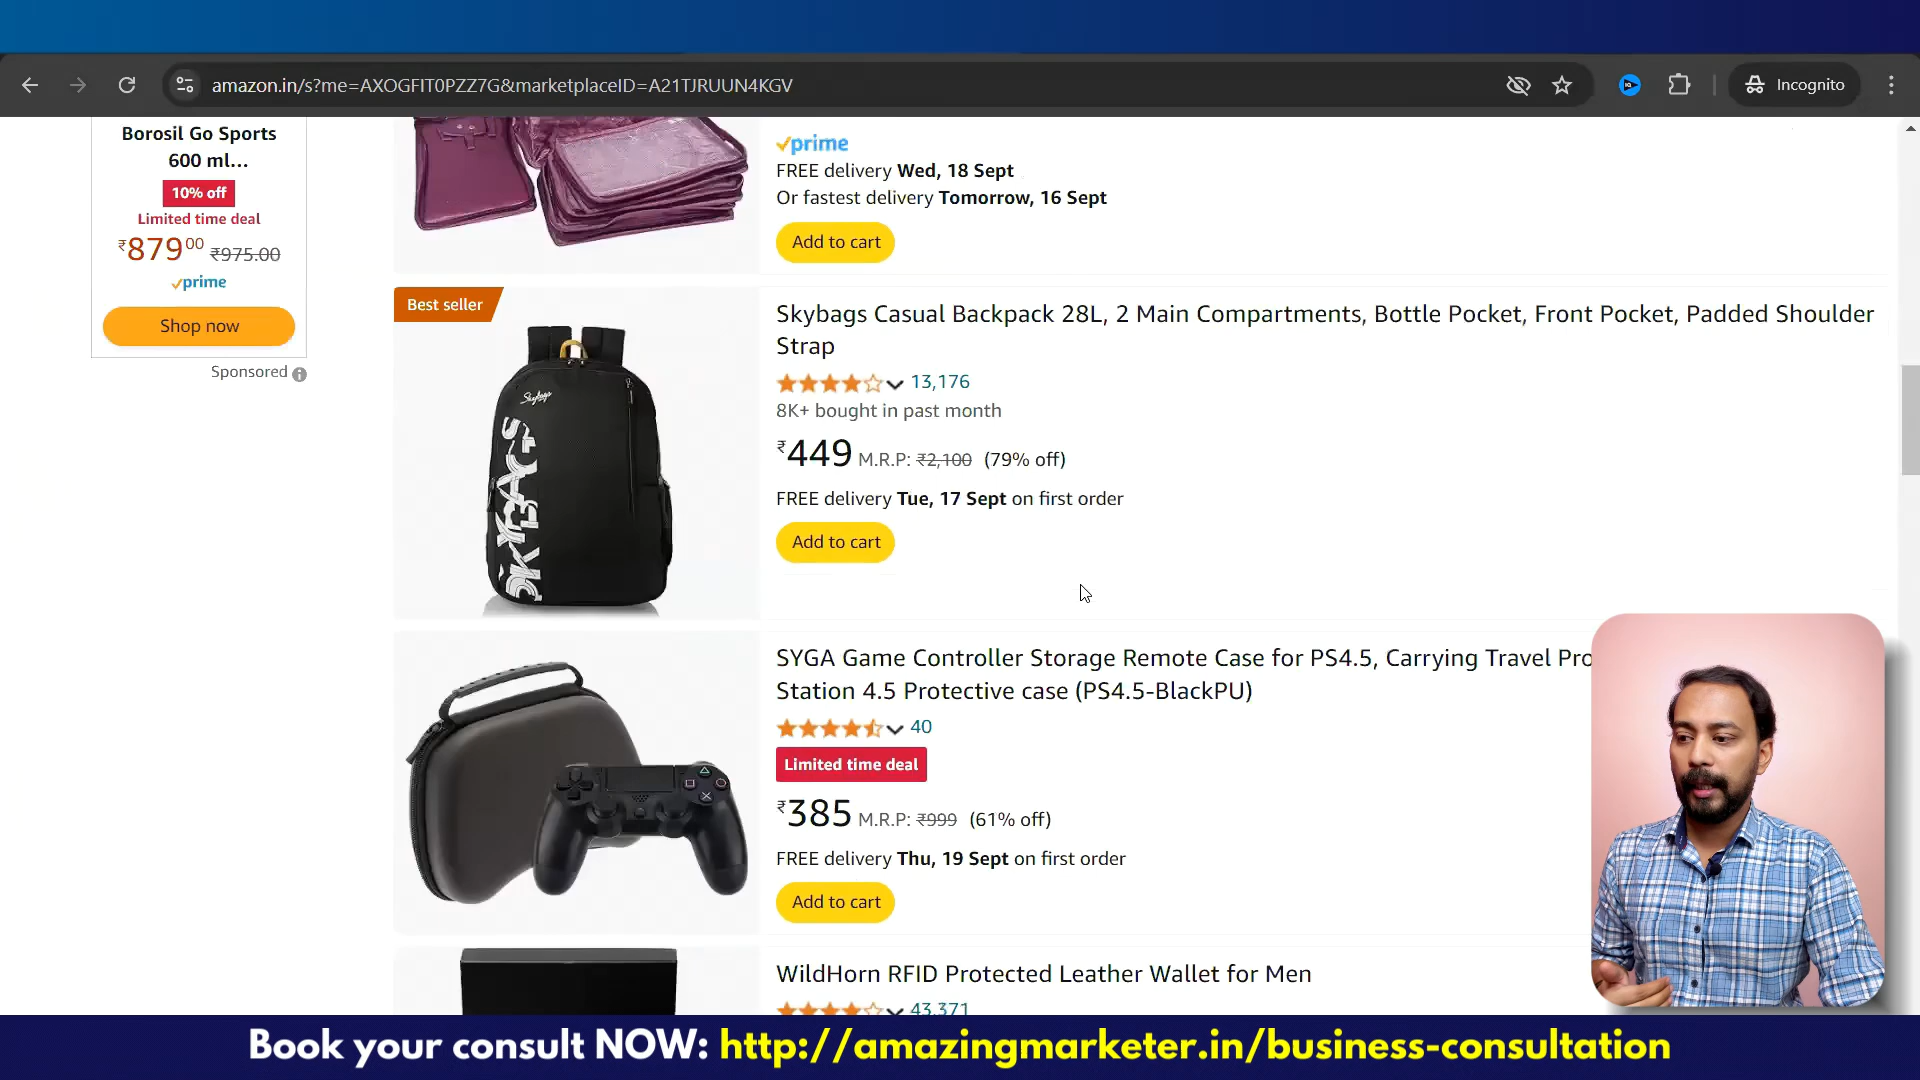 amazon.in/s?me=AXOGFIT0PZZ7G&marketplaceID=A21TJRUUN4KGV
Incognito
Borosil Go Sports
600 ml...
10% off
Limited time deal
₹879⁰⁰ ₹975.00
prime
Shop now
Sponsored
prime
FREE delivery Wed, 18 Sept
Or fastest delivery Tomorrow, 16 Sept
Add to cart
Best seller
Skybags
SKYBAGS
Skybags Casual Backpack 28L, 2 Main Compartments, Bottle Pocket, Front Pocket, Padded Shoulder
Strap
13,176
8K+ bought in past month
₹449 M.R.P: ₹2,100 (79% off)
FREE delivery Tue, 17 Sept on first order
Add to cart
SYGA Game Controller Storage Remote Case for PS4.5, Carrying Travel Pro
Station 4.5 Protective case (PS4.5-BlackPU)
40
Limited time deal
₹385 M.R.P: ₹999 (61% off)
FREE delivery Thu, 19 Sept on first order
Add to cart
WildHorn RFID Protected Leather Wallet for Men
43,371
Book your consult NOW: http://amazingmarketer.in/business-consultation